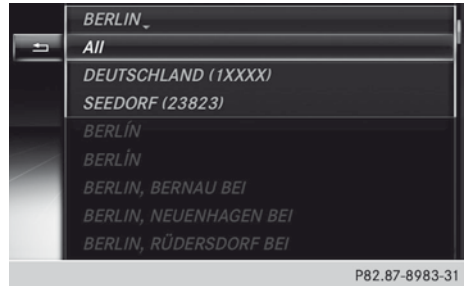 BERLIN
All
DEUTSCHLAND (1XXXX)
SEEDORF (23823)
BERLÍN
BERLİN
BERLIN, BERNAU BEI
BERLIN, NEUENHAGEN BEI
BERLIN, RÜDERSDORF BEI
P82.87-8983-31